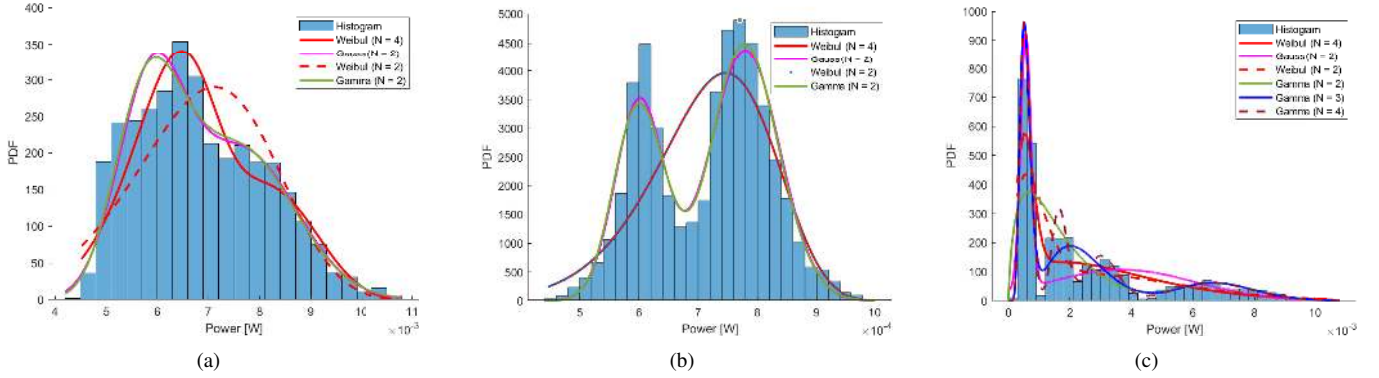 400
350
300
250
200
150
100
50
0
PDF
4
5
6
7
8
9
10
11
Power [W]
×10⁻³
Histogram
Weibul (N = 4)
Gauss(N = 2)
Weibul (N = 2)
Gamma (N = 2)
(a)
5000
4500
4000
3500
3000
2500
2000
1500
1000
500
0
PDF
5
6
7
8
9
10
Power [W]
×10⁻⁴
Histogram
Weibul (N = 4)
Gauss(N = 2)
Weibul (N = 2)
Gamma (N = 2)
(b)
1000
900
800
700
600
500
400
300
200
100
0
PDF
0
2
4
6
8
10
Power [W]
×10⁻³
Histogram
Weibul (N = 4)
Gauss(N = 2)
Weibul (N = 2)
Gamma (N = 2)
Gamma (N = 3)
Gamma (N = 4)
(c)